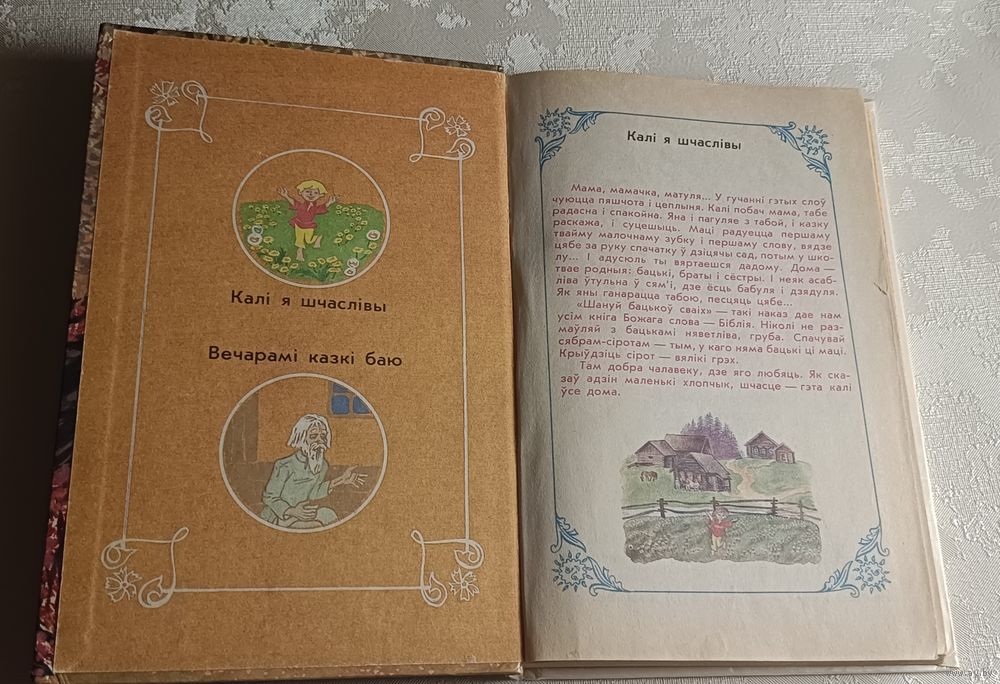 Калі я шчаслівы
Вечарамі казкі баю
Калі я шчаслівы
Мама, мамачка, матуля... У гучанні гэтых слоў
чуюцца пяшчота і цеплыня. Калі побач мама, табе
радасна і спакойна. Яна і пагуляе з табой, і казку
раскажа, і суцешыць. Маці радуецца першаму
твайму малочнаму зубку і першаму слову, вядзе
цябе за руку спачатку ў дзіцячы сад, потым у шко-
лу... І адусюль ты вяртаешся дадому. Дома —
твае родныя: бацькі, браты і сёстры. І неяк асаб-
ліва ўтульна ў сям'і, дзе ёсць бабуля і дзядуля.
Як яны ганарацца табою, песцяць цябе...
«Шануй бацькоў сваіх» — такі наказ дае нам
усім кніга Божага слова — Біблія. Ніколі не раз-
маўляй з бацькамі няветліва, груба. Спачувай
сябрам-сіротам — тым, у каго няма бацькі ці маці.
Крыўдзіць сірот — вялікі грэх.
Там добра чалавеку, дзе яго любяць. Як ска-
заў адзін маленькі хлопчык, шчасце — гэта калі
ўсе дома.